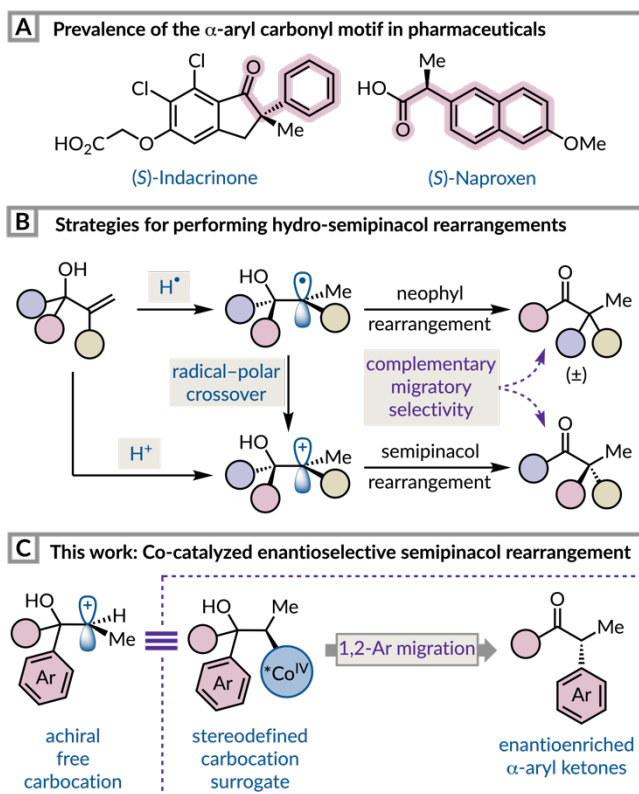 A Prevalence of the α-aryl carbonyl motif in pharmaceuticals
Cl
Cl
O
HO₂C
O
Me
(S)-Indacrinone
Me
HO
O
OMe
(S)-Naproxen
B Strategies for performing hydro-semipinacol rearrangements
OH
H•
HO
Me
neophyl
rearrangement
O
Me
(±)
radical–polar
crossover
complementary
migratory
selectivity
H⁺
HO
+
Me
semipinacol
rearrangement
O
Me
C This work: Co-catalyzed enantioselective semipinacol rearrangement
HO
+
H
Me
Ar
achiral
free
carbocation
HO
Me
Ar
*Coᴵⱽ
stereodefined
carbocation
surrogate
1,2-Ar migration
O
Me
Ar
enantioenriched
α-aryl ketones